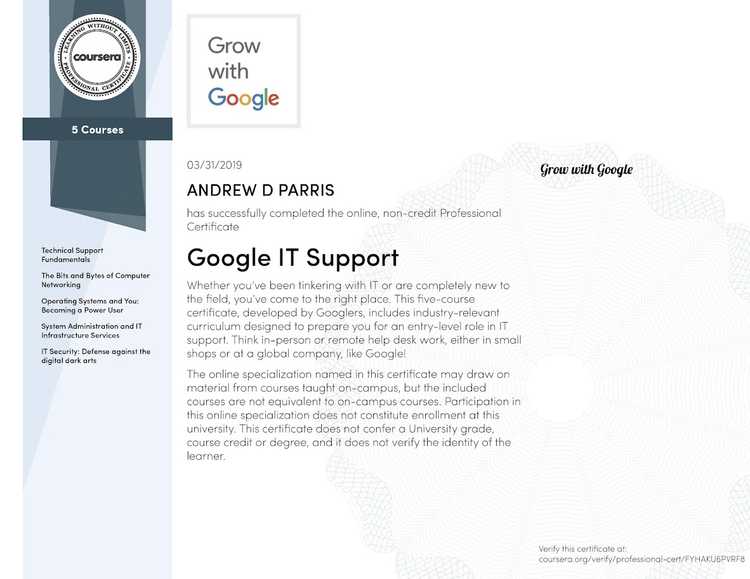 LEARNING WITHOUT LIMITS
coursera
PROFESSIONAL CERTIFICATE
5 Courses
Technical Support
Fundamentals
The Bits and Bytes of Computer
Networking
Operating Systems and You:
Becoming a Power User
System Administration and IT
Infrastructure Services
IT Security: Defense against the
digital dark arts
Grow
with
Google
03/31/2019
ANDREW D PARRIS
has successfully completed the online, non-credit Professional
Certificate
Google IT Support
Whether you've been tinkering with IT or are completely new to
the field, you've come to the right place. This five-course
certificate, developed by Googlers, includes industry-relevant
curriculum designed to prepare you for an entry-level role in IT
support. Think in-person or remote help desk work, either in small
shops or at a global company, like Google!
The online specialization named in this certificate may draw on
material from courses taught on-campus, but the included
courses are not equivalent to on-campus courses. Participation in
this online specialization does not constitute enrollment at this
university. This certificate does not confer a University grade,
course credit or degree, and it does not verify the identity of the
learner.
Grow with Google
Verify this certificate at:
coursera.org/verify/professional-cert/FYHAKU6PVRF8